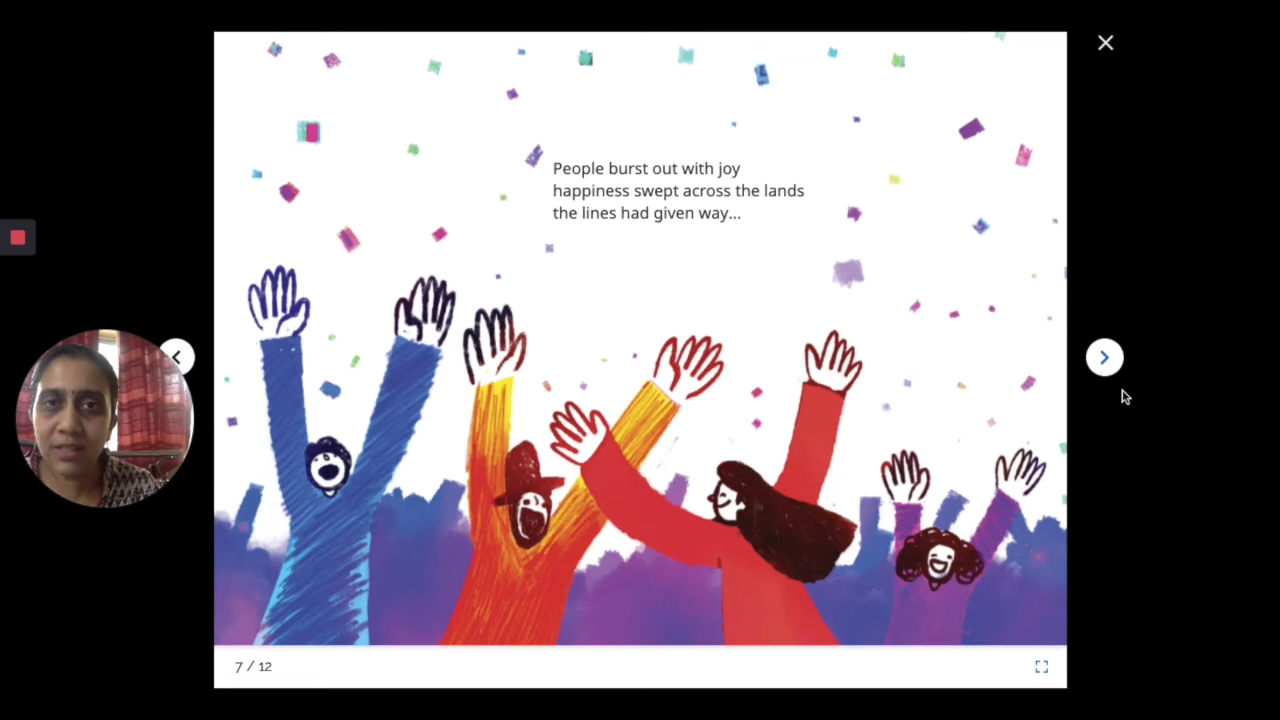 People burst out with joy
happiness swept across the lands
the lines had given way...
7 / 12